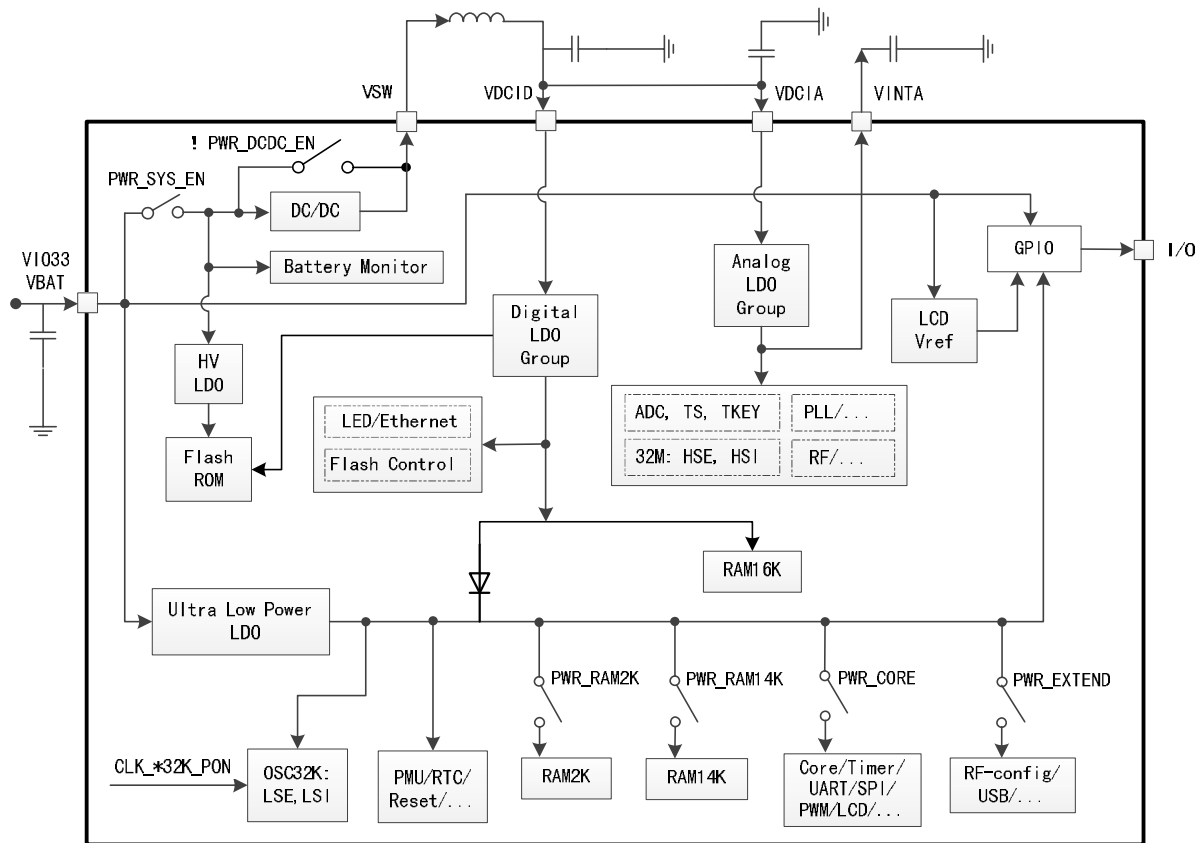 VSW
VDCID
VDCIA
VINTA
! PWR_DCDC_EN
PWR_SYS_EN
DC/DC
GPIO
I/O
VIO33
VBAT
Battery Monitor
Analog
LDO
Group
Digital
LDO
Group
LCD
Vref
HV
LDO
LED/Ethernet
Flash Control
ADC, TS, TKEY
PLL/...
32M: HSE, HSI
RF/...
Flash
ROM
RAM16K
Ultra Low Power
LDO
PWR_RAM2K
PWR_RAM14K
PWR_CORE
PWR_EXTEND
CLK_*32K_PON
OSC32K:
LSE, LSI
PMU/RTC/
Reset/...
RAM2K
RAM14K
Core/Timer/
UART/SPI/
PWM/LCD/...
RF-config/
USB/...